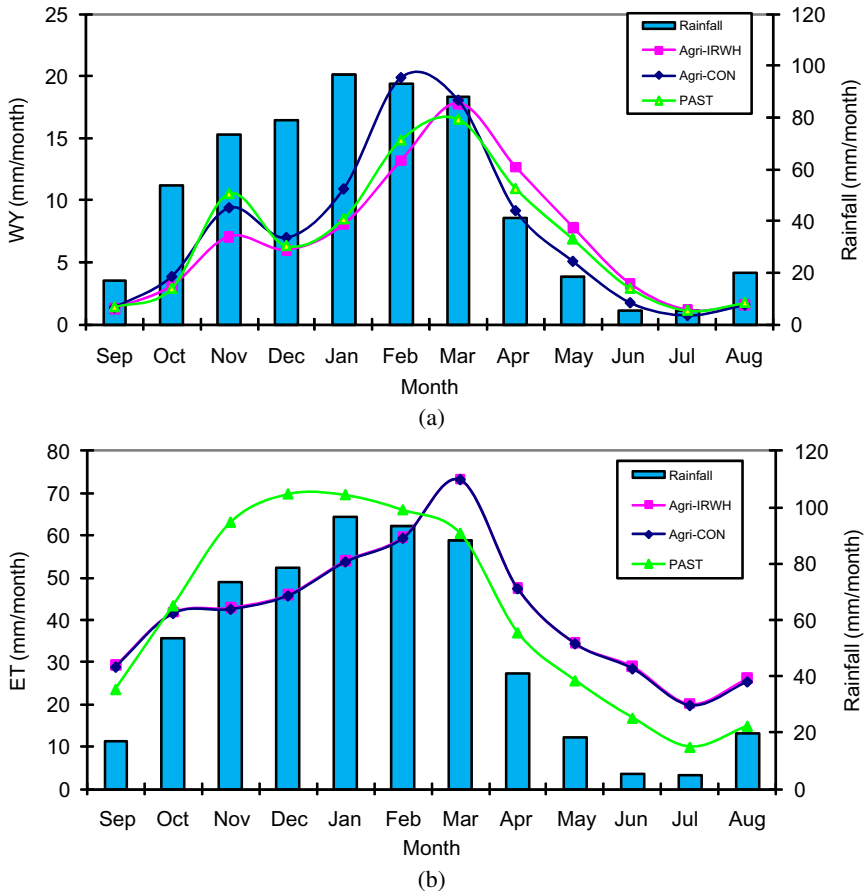 25
20
15
10
5
0
WY (mm/month)
120
100
80
60
40
20
0
Rainfall (mm/month)
Rainfall
Agri-IRWH
Agri-CON
PAST
Sep Oct Nov Dec Jan Feb Mar Apr May Jun Jul Aug
Month
(a)
80
70
60
50
40
30
20
10
0
ET (mm/month)
120
100
80
60
40
20
0
Rainfall (mm/month)
Rainfall
Agri-IRWH
Agri-CON
PAST
Sep Oct Nov Dec Jan Feb Mar Apr May Jun Jul Aug
Month
(b)